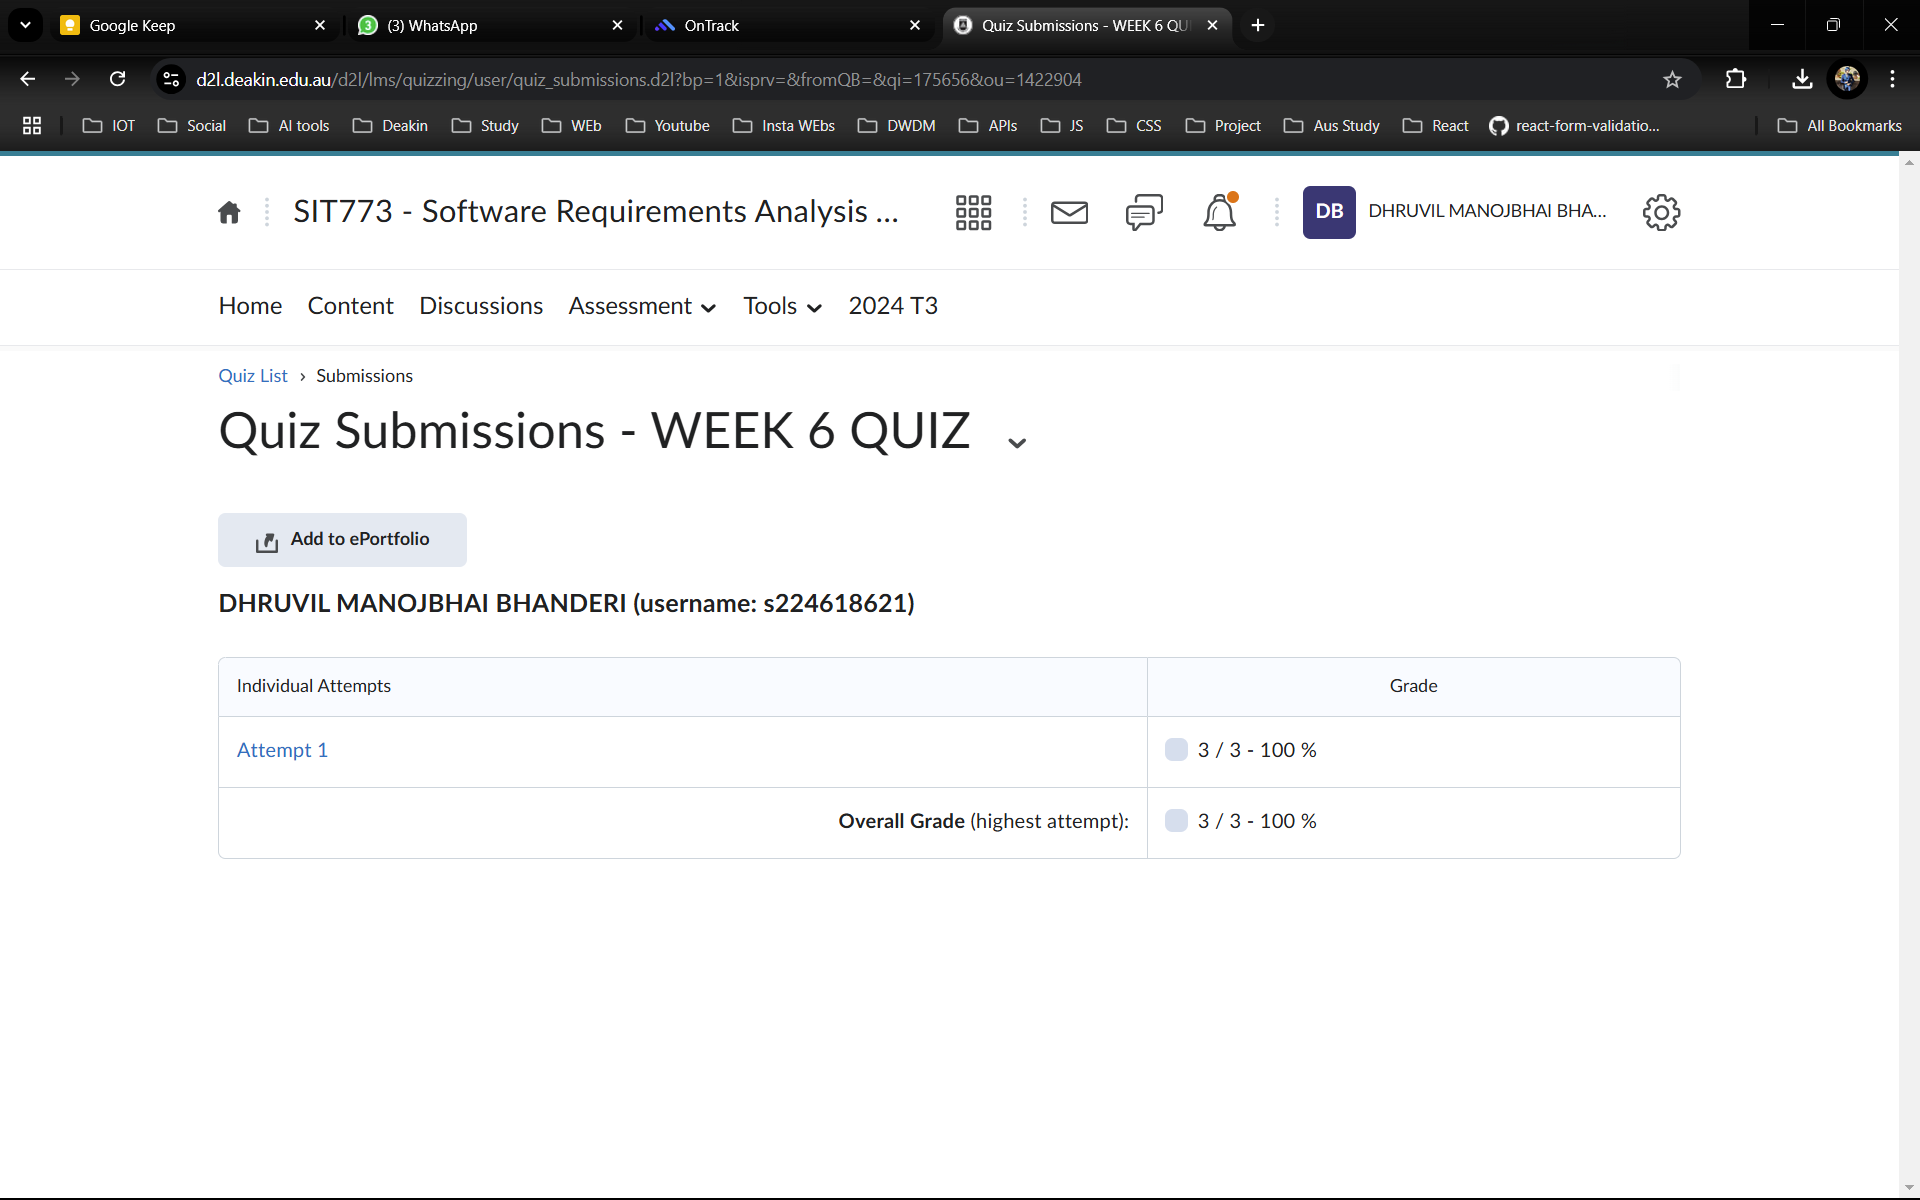 Google Keep
3
(3) WhatsApp
OnTrack
Quiz Submissions - WEEK 6 QU
d2l.deakin.edu.au/d2l/lms/quizzing/user/quiz_submissions.d2l?bp=1&isprv=&fromQB=&qi=175656&ou=1422904
IOT Social AI tools Deakin Study WEb Youtube Insta WEbs DWDM APIs JS CSS Project Aus Study React react-form-validatio... All Bookmarks
SIT773 - Software Requirements Analysis ...
DB DHRUVIL MANOJBHAI BHA...
Home Content Discussions Assessment Tools 2024 T3
Quiz List › Submissions
Quiz Submissions - WEEK 6 QUIZ
Add to ePortfolio
DHRUVIL MANOJBHAI BHANDERI (username: s224618621)
Individual Attempts Grade
Attempt 1 3 / 3 - 100 %
Overall Grade (highest attempt): 3 / 3 - 100 %